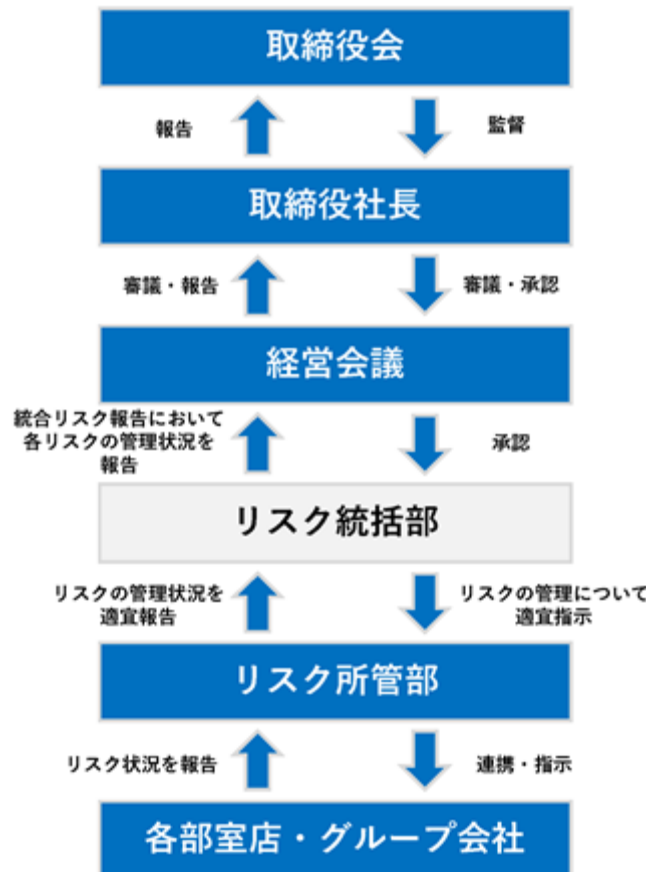 取締役会
報告
監督
取締役社長
審議・報告
審議・承認
経営会議
統合リスク報告において
各リスクの管理状況を
報告
承認
リスク統括部
リスクの管理状況を
適宜報告
リスクの管理について
適宜指示
リスク所管部
リスク状況を報告
連携・指示
各部室店・グループ会社